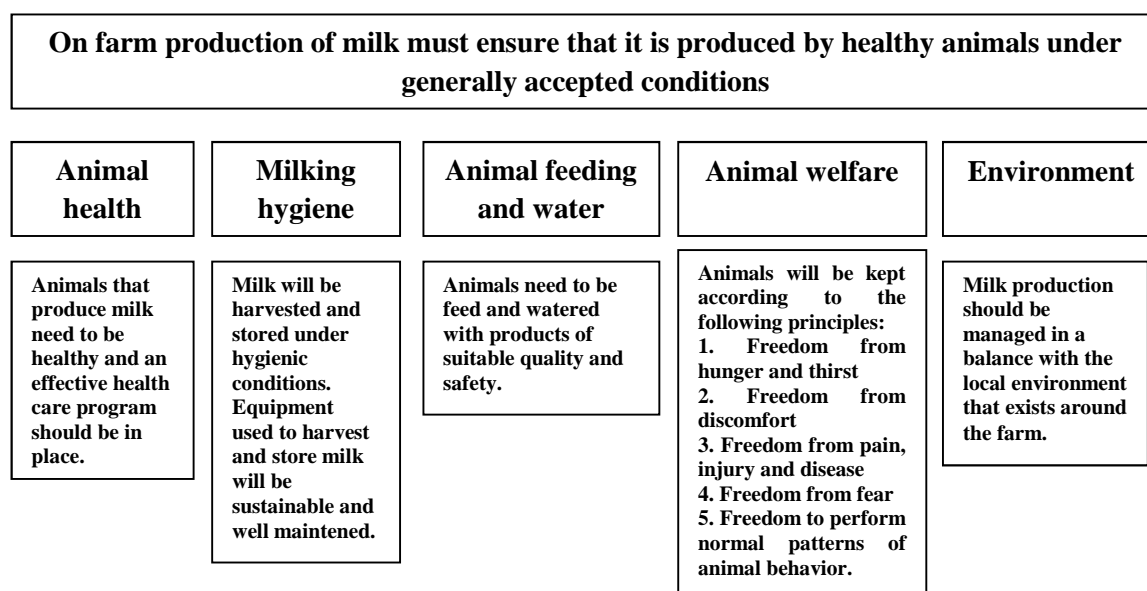 On farm production of milk must ensure that it is produced by healthy animals under
generally accepted conditions
Animal
health
Milking
hygiene
Animal feeding
and water
Animal welfare
Environment
Animals that
produce milk
need to be
healthy and an
effective health
care program
should be in
place.
Milk will be
harvested and
stored under
hygienic
conditions.
Equipment
used to harvest
and store milk
will be
sustainable and
well maintened.
Animals need to be
feed and watered
with products of
suitable quality and
safety.
Animals will be kept
according to the
following principles:
1. Freedom from
hunger and thirst
2. Freedom from
discomfort
3. Freedom from pain,
injury and disease
4. Freedom from fear
5. Freedom to perform
normal patterns of
animal behavior.
Milk production
should be
managed in a
balance with the
local environment
that exists around
the farm.